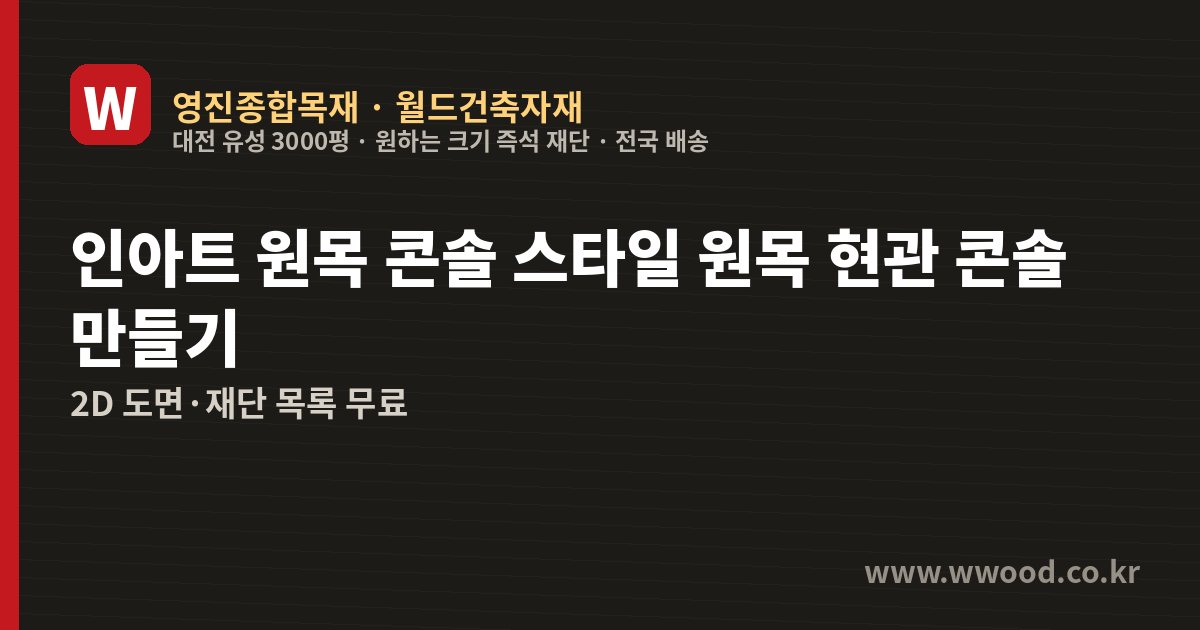 W
영진종합목재 · 월드건축자재
대전 유성 3000평 · 원하는 크기 즉석 재단 · 전국 배송
인아트 원목 콘솔 스타일 원목 현관 콘솔
만들기
2D 도면·재단 목록 무료
www.wwood.co.kr